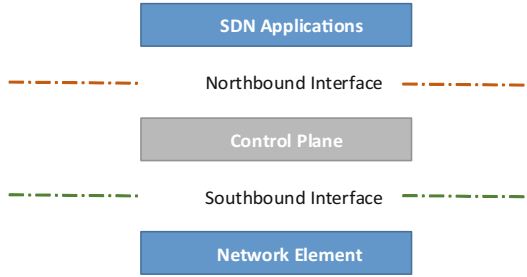 SDN Applications
Northbound Interface
Control Plane
Southbound Interface
Network Element